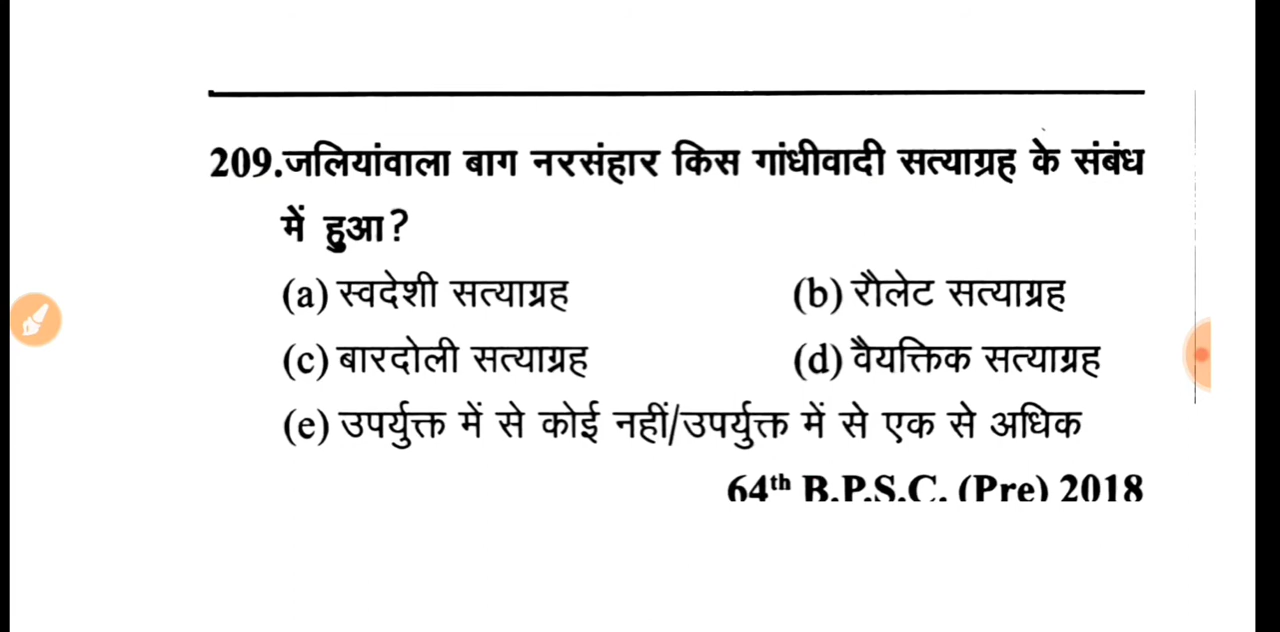 209.जलियांवाला बाग नरसंहार किस गांधीवादी सत्याग्रह के संबंध
में हुआ?
(a) स्वदेशी सत्याग्रह (b) रौलेट सत्याग्रह
(c) बारदोली सत्याग्रह (d) वैयक्तिक सत्याग्रह
(e) उपर्युक्त में से कोई नहीं/उपर्युक्त में से एक से अधिक
64th B.P.S.C. (Pre) 2018